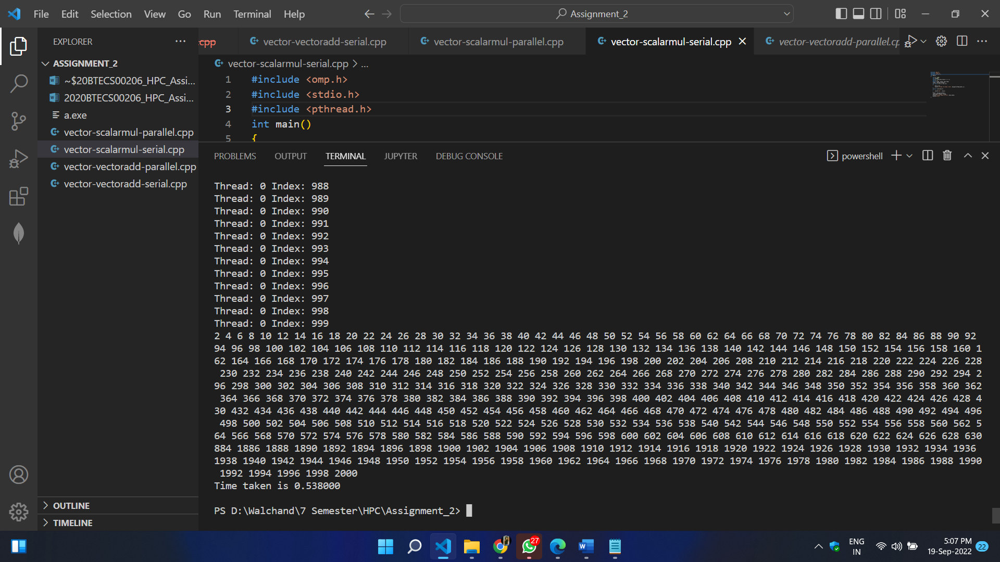 File Edit Selection View Go Run Terminal Help
Assignment_2
EXPLORER
cpp
vector-vectoradd-serial.cpp
vector-scalarmul-parallel.cpp
vector-scalarmul-serial.cpp
vector-vectoradd-parallel.cp
ASSIGNMENT_2
~$20BTECS00206_HPC_Assi...
2020BTECS00206_HPC_Assi...
a.exe
vector-scalarmul-parallel.cpp
vector-scalarmul-serial.cpp
vector-vectoradd-parallel.cpp
vector-vectoradd-serial.cpp
OUTLINE
TIMELINE
vector-scalarmul-serial.cpp > ...
1 #include <omp.h>
2 #include <stdio.h>
3 #include <pthread.h>
4 int main()
5 {
PROBLEMS OUTPUT TERMINAL JUPYTER DEBUG CONSOLE
powershell
Thread: 0 Index: 988
Thread: 0 Index: 989
Thread: 0 Index: 990
Thread: 0 Index: 991
Thread: 0 Index: 992
Thread: 0 Index: 993
Thread: 0 Index: 994
Thread: 0 Index: 995
Thread: 0 Index: 996
Thread: 0 Index: 997
Thread: 0 Index: 998
Thread: 0 Index: 999
2 4 6 8 10 12 14 16 18 20 22 24 26 28 30 32 34 36 38 40 42 44 46 48 50 52 54 56 58 60 62 64 66 68 70 72 74 76 78 80 82 84 86 88 90 92
94 96 98 100 102 104 106 108 110 112 114 116 118 120 122 124 126 128 130 132 134 136 138 140 142 144 146 148 150 152 154 156 158 160 1
62 164 166 168 170 172 174 176 178 180 182 184 186 188 190 192 194 196 198 200 202 204 206 208 210 212 214 216 218 220 222 224 226 228
230 232 234 236 238 240 242 244 246 248 250 252 254 256 258 260 262 264 266 268 270 272 274 276 278 280 282 284 286 288 290 292 294 2
96 298 300 302 304 306 308 310 312 314 316 318 320 322 324 326 328 330 332 334 336 338 340 342 344 346 348 350 352 354 356 358 360 362
364 366 368 370 372 374 376 378 380 382 384 386 388 390 392 394 396 398 400 402 404 406 408 410 412 414 416 418 420 422 424 426 428 4
30 432 434 436 438 440 442 444 446 448 450 452 454 456 458 460 462 464 466 468 470 472 474 476 478 480 482 484 486 488 490 492 494 496
498 500 502 504 506 508 510 512 514 516 518 520 522 524 526 528 530 532 534 536 538 540 542 544 546 548 550 552 554 556 558 560 562 5
64 566 568 570 572 574 576 578 580 582 584 586 588 590 592 594 596 598 600 602 604 606 608 610 612 614 616 618 620 622 624 626 628 630
884 1886 1888 1890 1892 1894 1896 1898 1900 1902 1904 1906 1908 1910 1912 1914 1916 1918 1920 1922 1924 1926 1928 1930 1932 1934 1936
1938 1940 1942 1944 1946 1948 1950 1952 1954 1956 1958 1960 1962 1964 1966 1968 1970 1972 1974 1976 1978 1980 1982 1984 1986 1988 1990
1992 1994 1996 1998 2000
Time taken is 0.538000
PS D:\Walchand\7 Semester\HPC\Assignment_2>
27
ENG
IN
5:07 PM
19-Sep-2022
22